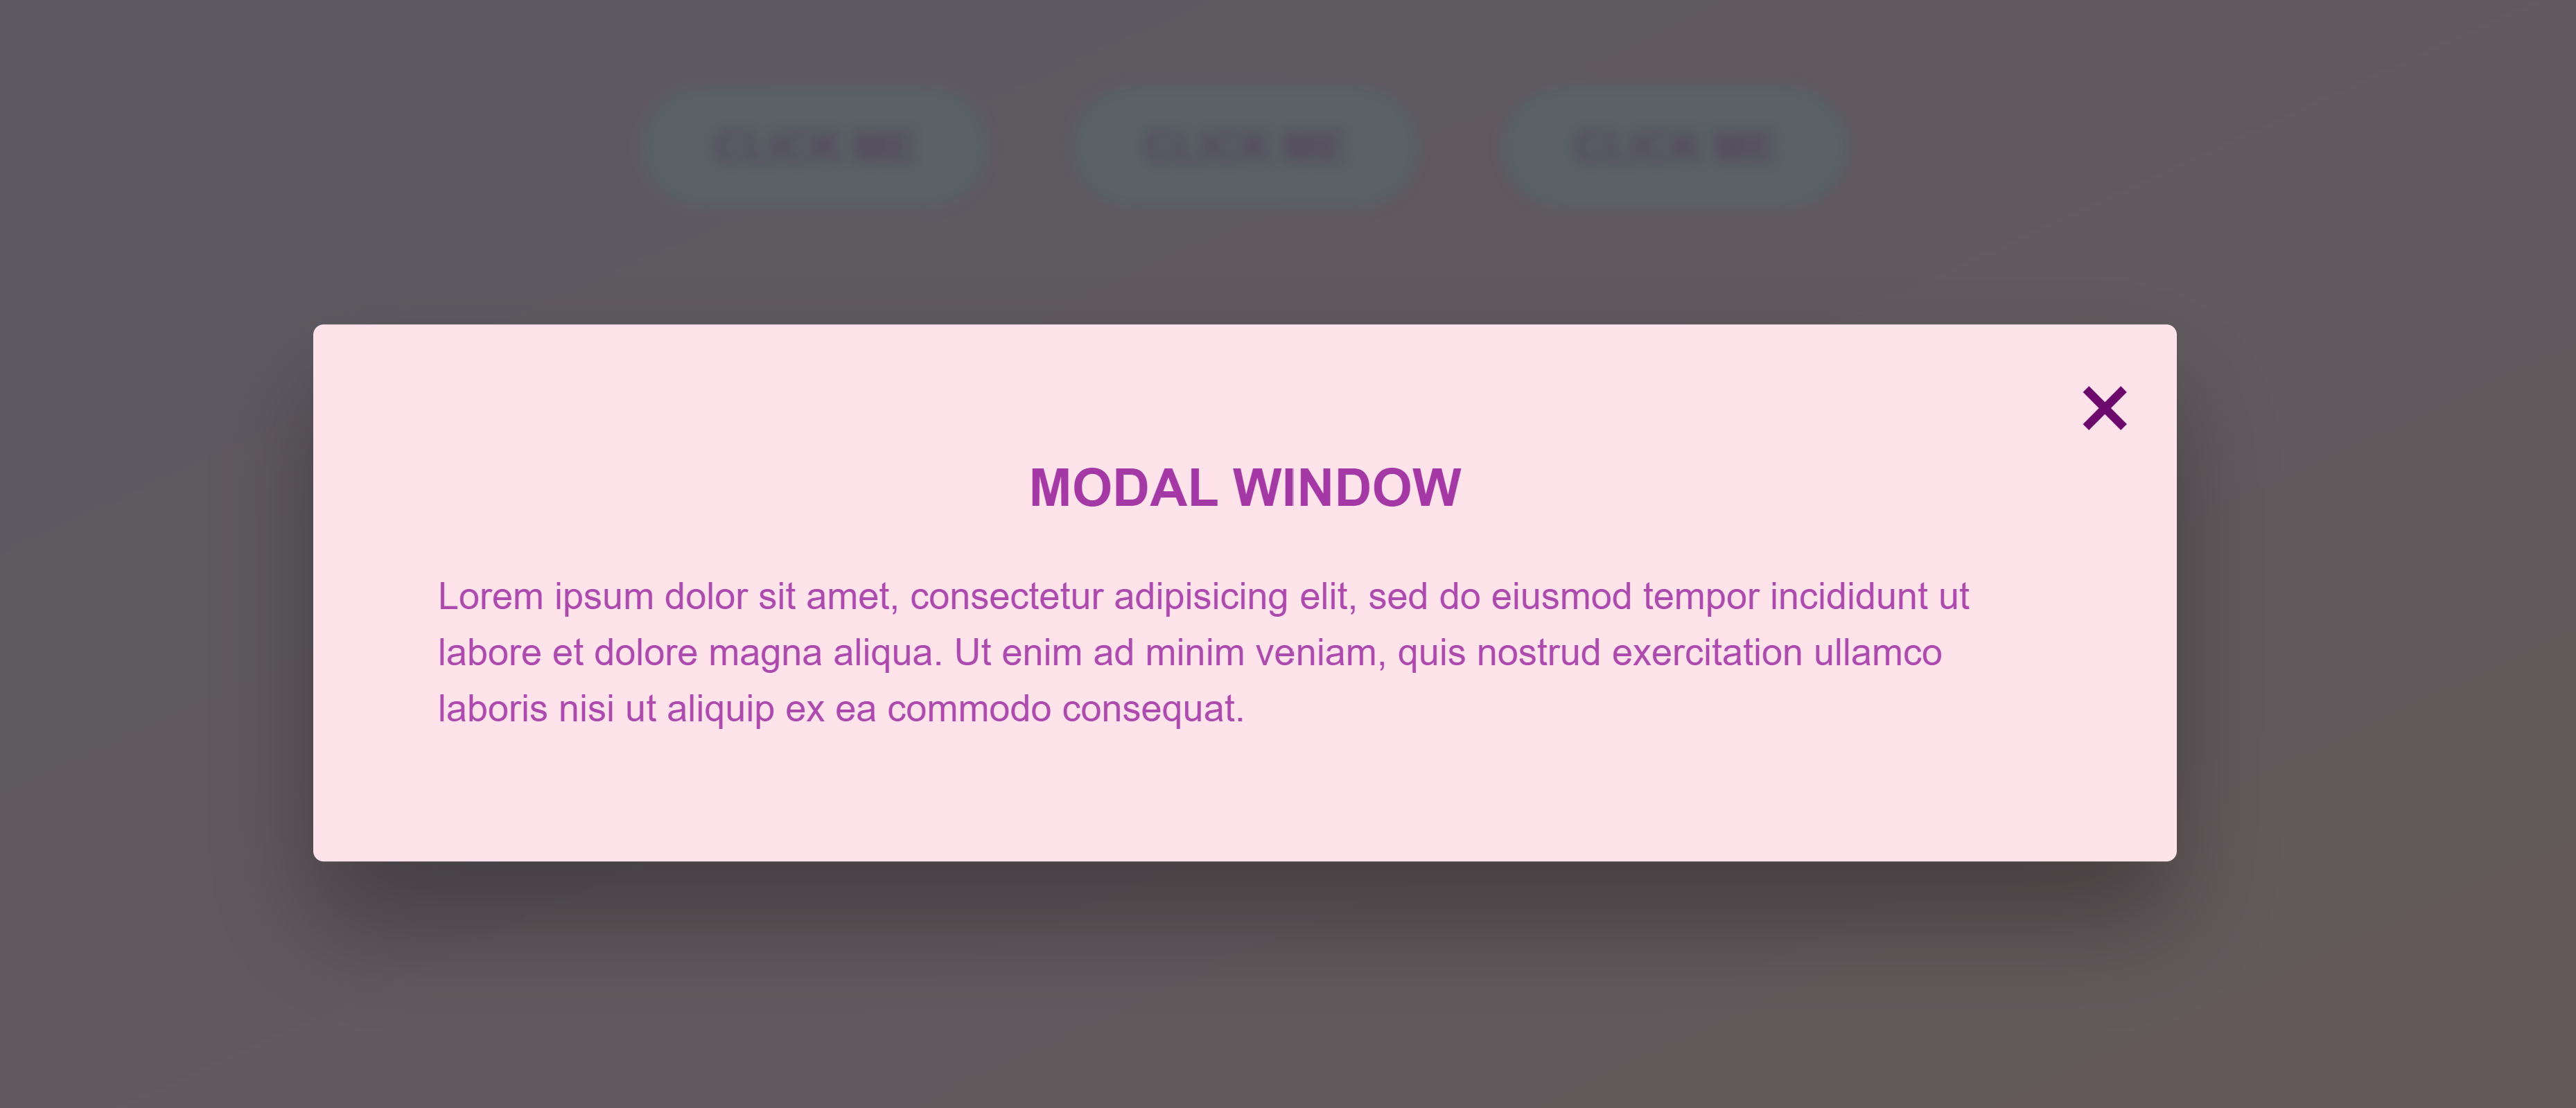 CLICK ME CLICK ME CLICK ME
MODAL WINDOW
Lorem ipsum dolor sit amet, consectetur adipisicing elit, sed do eiusmod tempor incididunt ut
labore et dolore magna aliqua. Ut enim ad minim veniam, quis nostrud exercitation ullamco
laboris nisi ut aliquip ex ea commodo consequat.